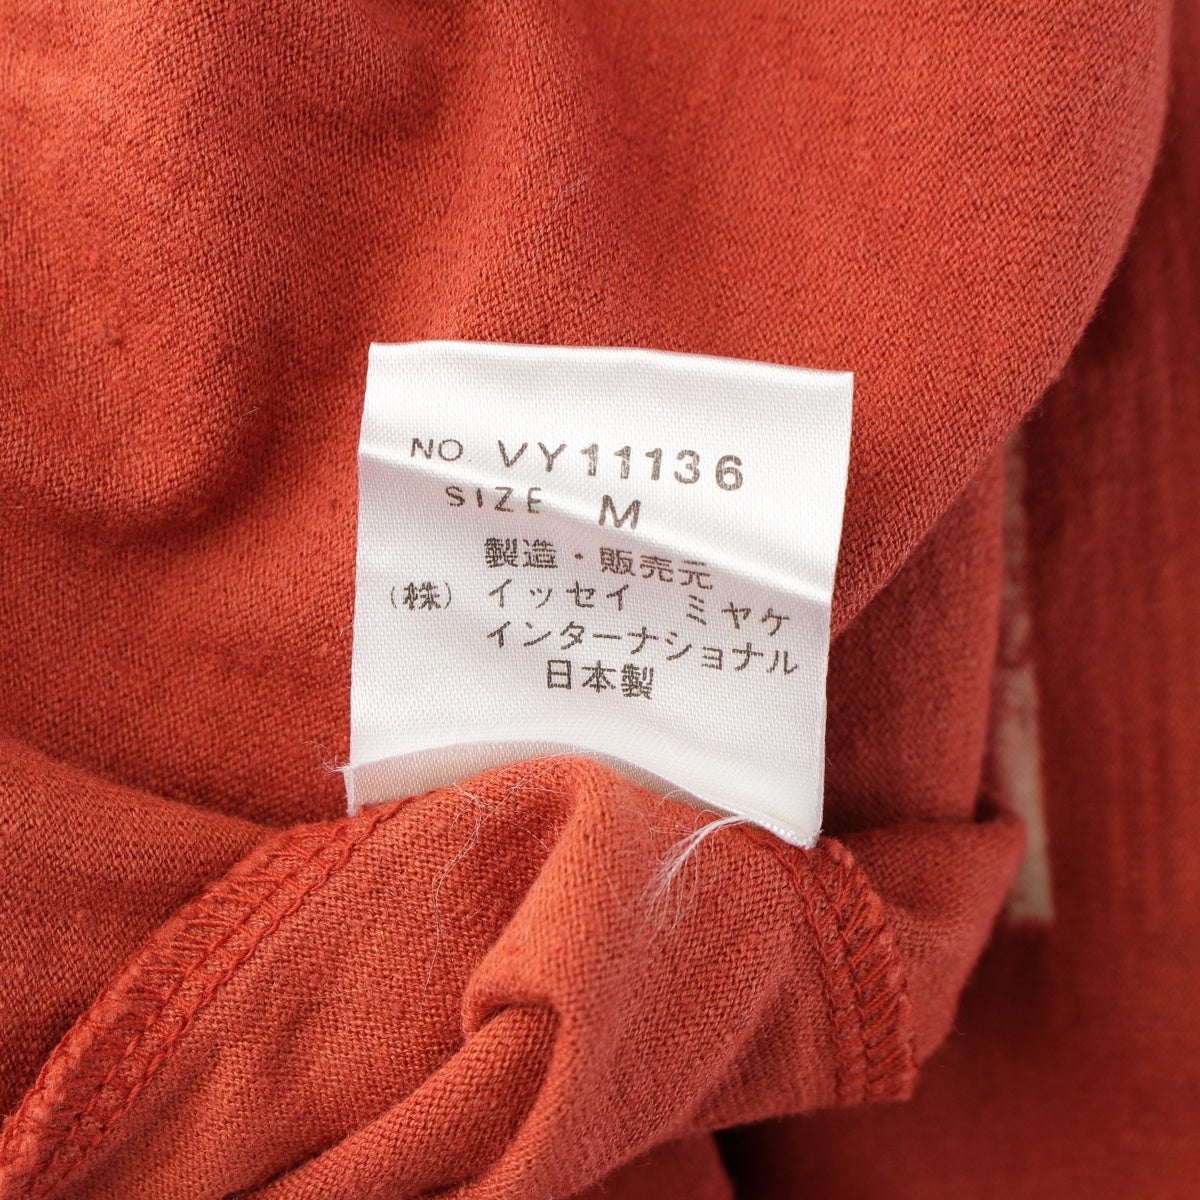 NO. VY11136
SIZE M
製造・販売元
(株) イッセイ ミヤケ
インターナショナル
日本製